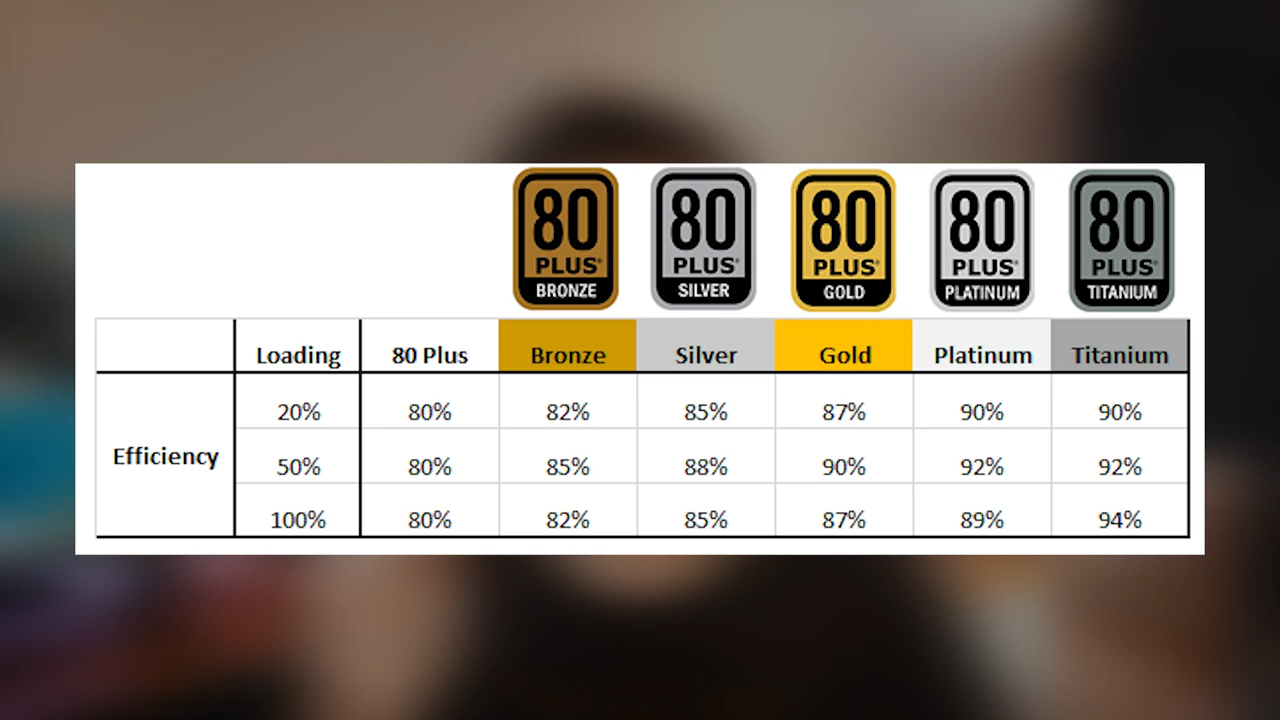 80 PLUS® BRONZE
80 PLUS® SILVER
80 PLUS® GOLD
80 PLUS® PLATINUM
80 PLUS® TITANIUM
Loading 80 Plus Bronze Silver Gold Platinum Titanium
Efficiency
20% 80% 82% 85% 87% 90% 90%
50% 80% 85% 88% 90% 92% 92%
100% 80% 82% 85% 87% 89% 94%